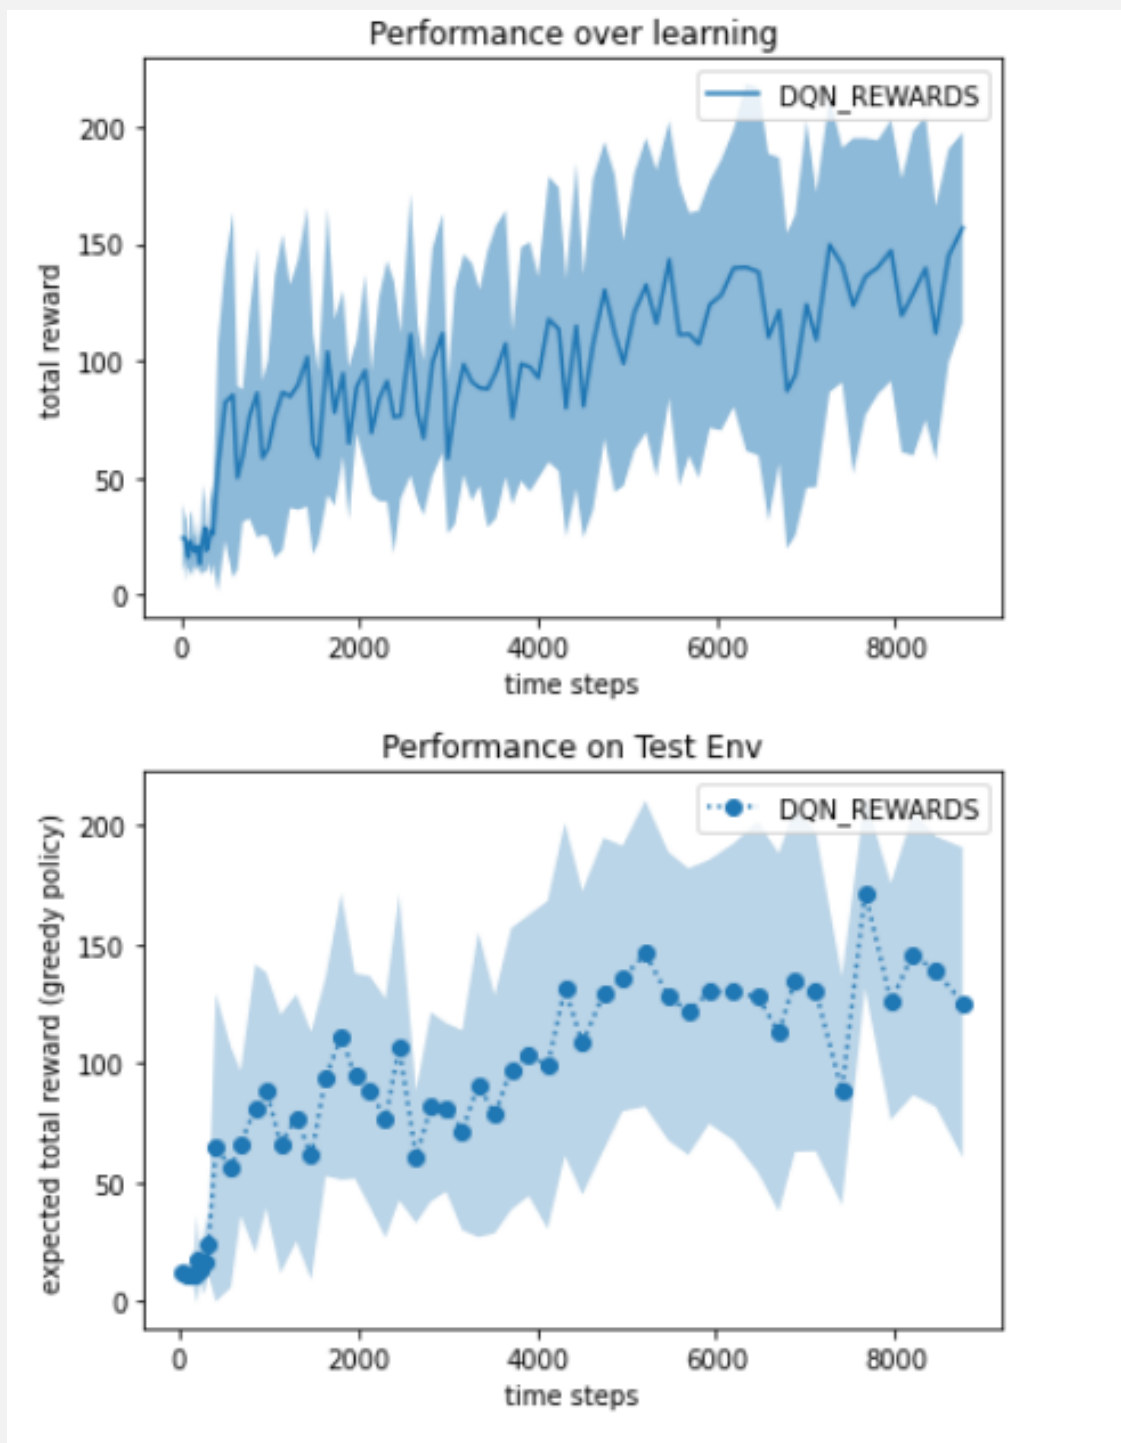 Performance over learning
DQN_REWARDS
200
150
100
50
0
total reward
0 2000 4000 6000 8000
time steps
Performance on Test Env
DQN_REWARDS
200
150
100
50
0
expected total reward (greedy policy)
0 2000 4000 6000 8000
time steps